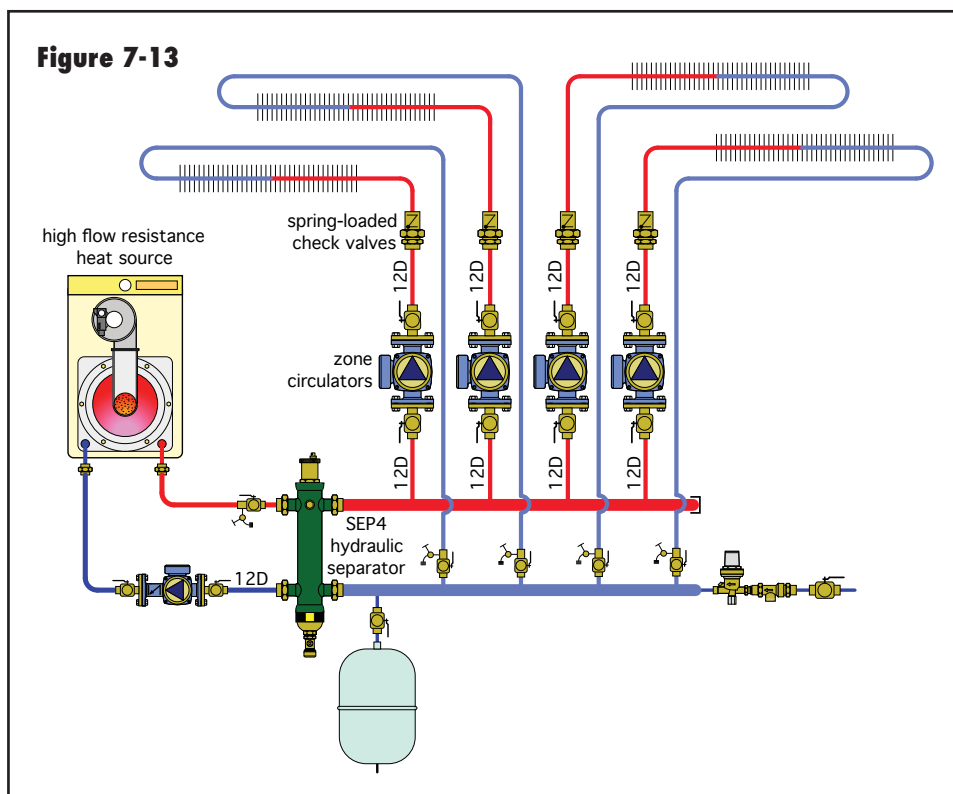 Figure 7-13
high flow resistance
heat source
spring-loaded
check valves
12D
12D
12D
12D
zone
circulators
12D
12D
12D
12D
SEP4
hydraulic
separator
12D